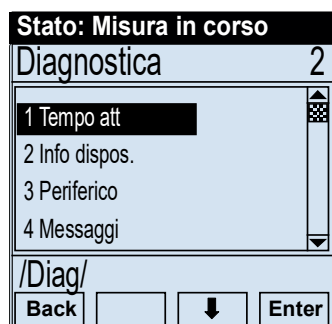 Stato: Misura in corso
Diagnostica 2
1 Tempo att
2 Info dispos.
3 Periferico
4 Messaggi
/Diag/
Back Enter